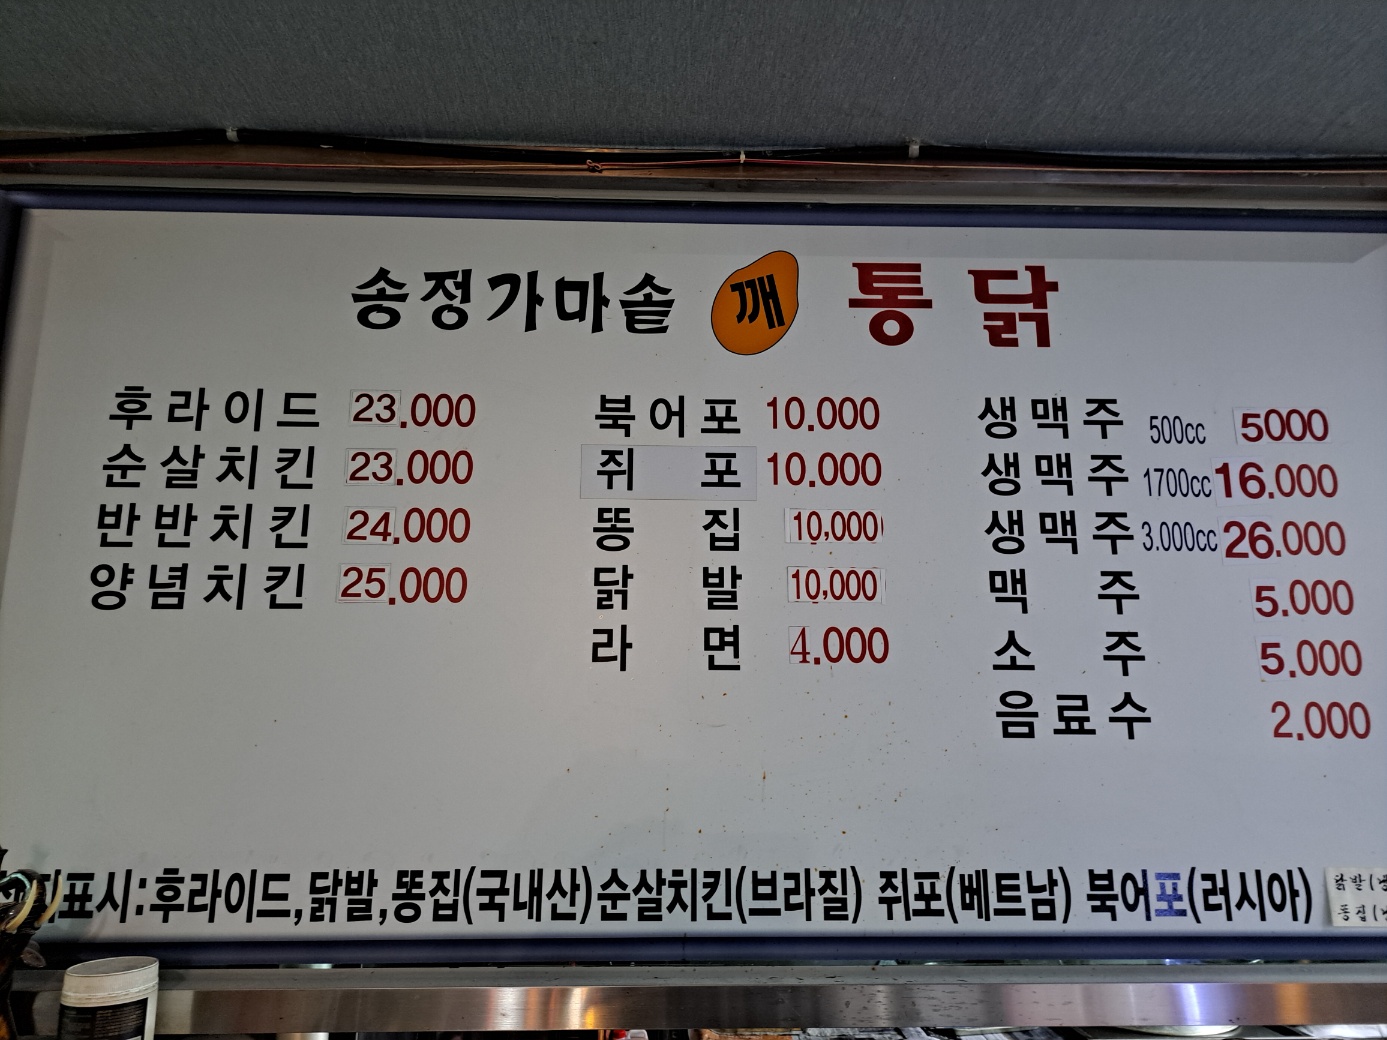 송정가마솥 깨 통닭
후라이드 23.000
순살치킨 23.000
반반치킨 24.000
양념치킨 25.000
북어포 10.000
쥐포 10.000
똥집 10,000
닭발 10,000
라면 4.000
생맥주 500cc 5000
생맥주 1700cc 16.000
생맥주 3.000cc 26.000
맥주 5.000
소주 5.000
음료수 2.000
표시:후라이드,닭발,똥집(국내산)순살치킨(브라질) 쥐포(베트남) 북어포(러시아)
닭발(
똥집(